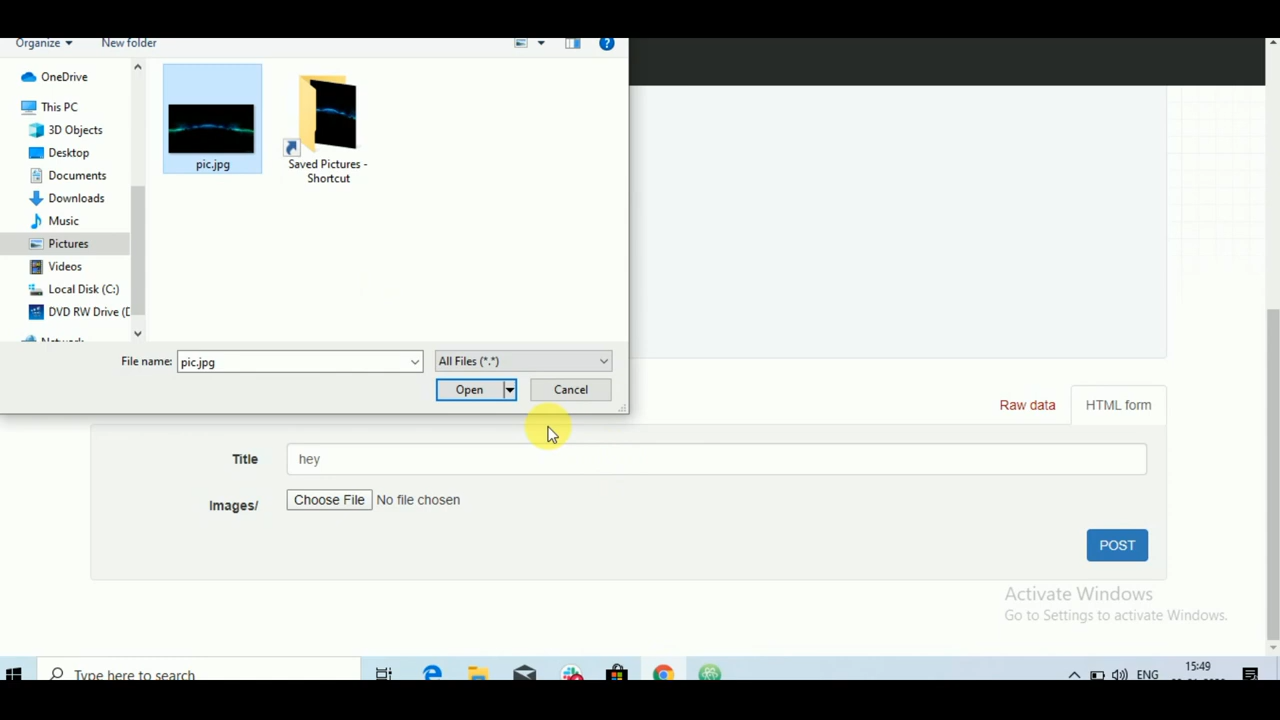 Organize
New folder
OneDrive
This PC
3D Objects
Desktop
Documents
Downloads
Music
Pictures
Videos
Local Disk (C:)
DVD RW Drive (D
pic.jpg
Saved Pictures -
Shortcut
File name:
pic.jpg
All Files (*.*)
Open
Cancel
Raw data
HTML form
Title
hey
Images/
Choose File
No file chosen
POST
Activate Windows
Go to Settings to activate Windows.
Type here to search
ENG
15:49